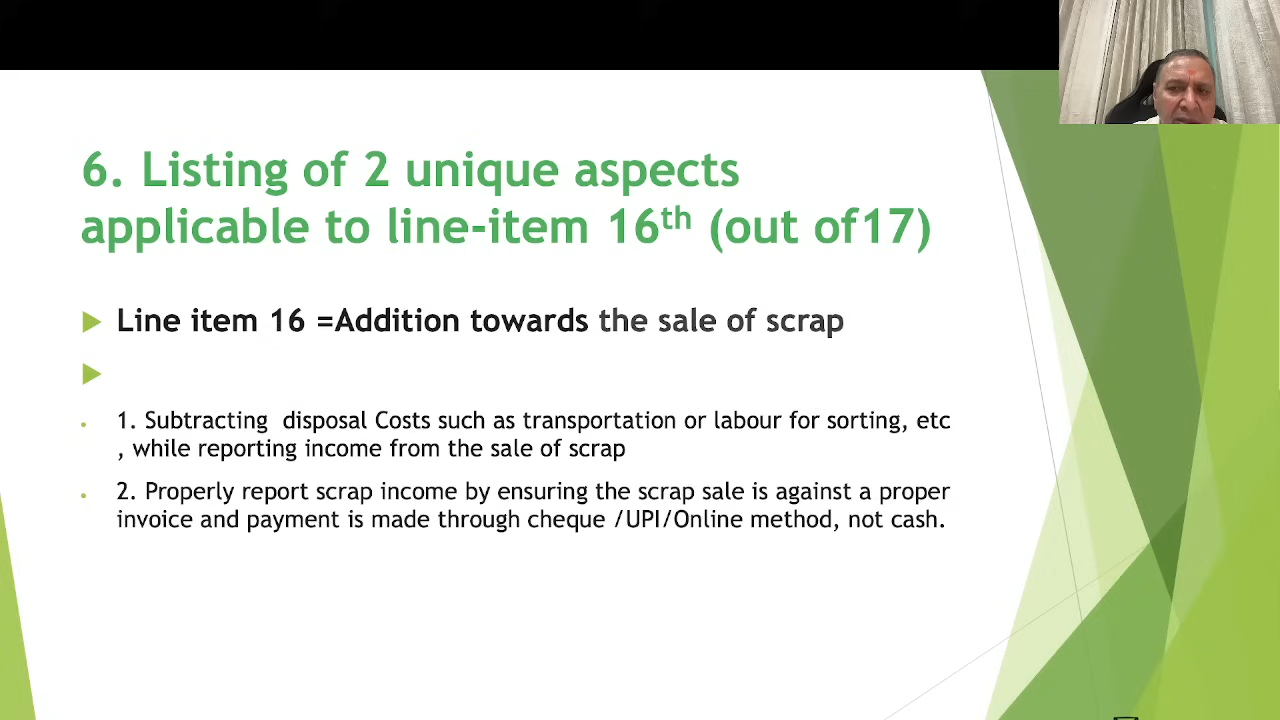 6. Listing of 2 unique aspects
applicable to line-item 16th (out of17)
Line item 16 =Addition towards the sale of scrap
1. Subtracting disposal Costs such as transportation or labour for sorting, etc
, while reporting income from the sale of scrap
2. Properly report scrap income by ensuring the scrap sale is against a proper
invoice and payment is made through cheque /UPI/Online method, not cash.